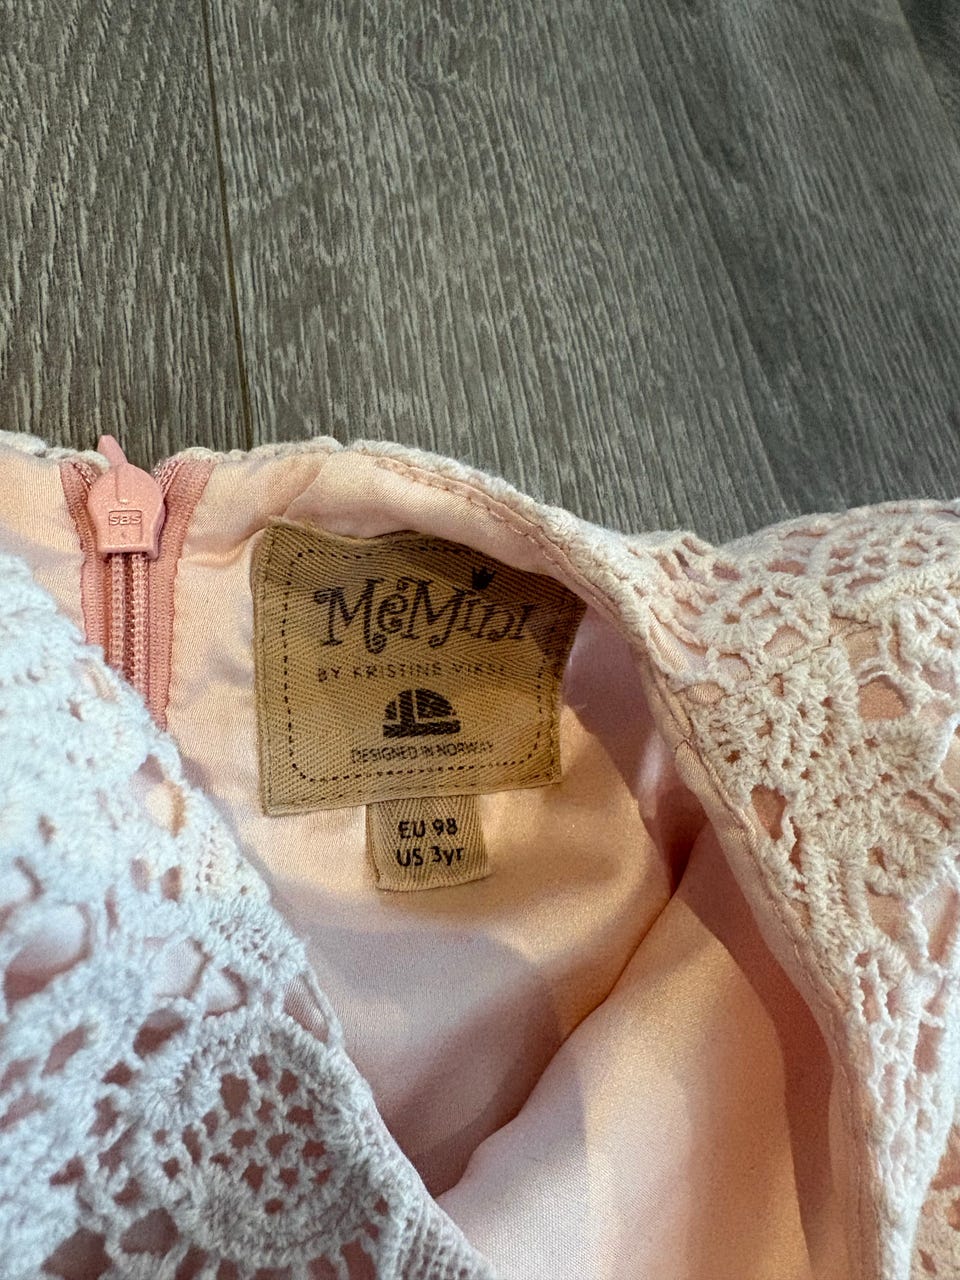 SBS
MeMini
BY KRISTINE VIKSE
DESIGNED IN NORWAY
EU 98
US 3yr